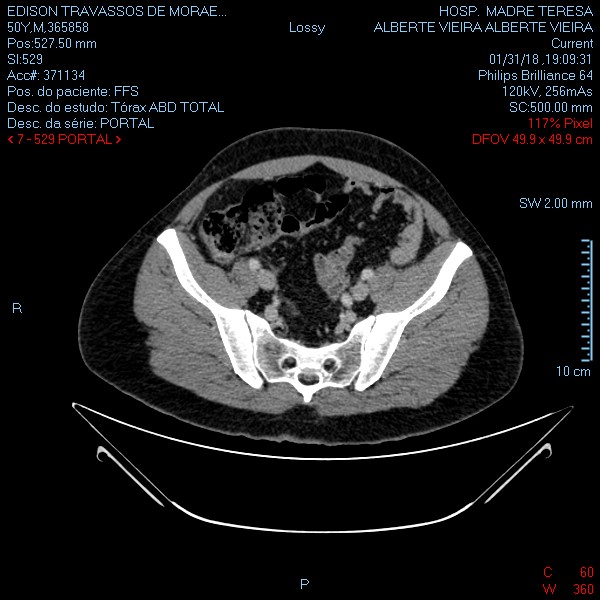 EDISON TRAVASSOS DE MORAE...
50Y,M,365858
Pos:527.50 mm
SI:529
Acc#: 371134
Pos. do paciente: FFS
Desc. do estudo: Tórax ABD TOTAL
Desc. da série: PORTAL
< 7 - 529 PORTAL >
Lossy
HOSP. MADRE TERESA
ALBERTE VIEIRA ALBERTE VIEIRA
Current
01/31/18 ,19:09:31
Philips Brilliance 64
120kV, 256mAs
SC:500.00 mm
117% Pixel
DFOV 49.9 x 49.9 cm
SW 2.00 mm
R
10 cm
P
C 60
W 360